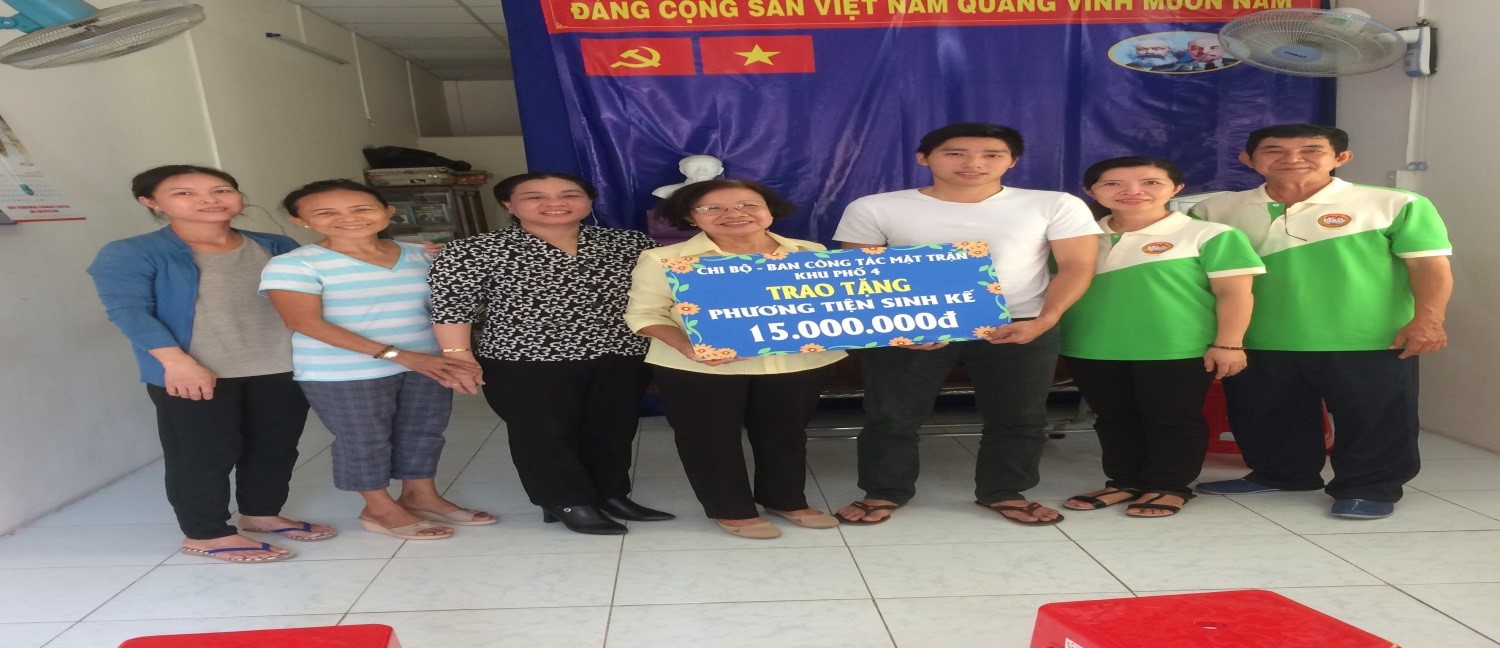 ĐẢNG CỘNG SẢN VIỆT NAM QUANG VINH MUÔN NĂM
CHI BỘ - BAN CÔNG TÁC MẶT TRẬN
KHU PHỐ 4
TRAO TẶNG
PHƯƠNG TIỆN SINH KẾ
15.000.000đ